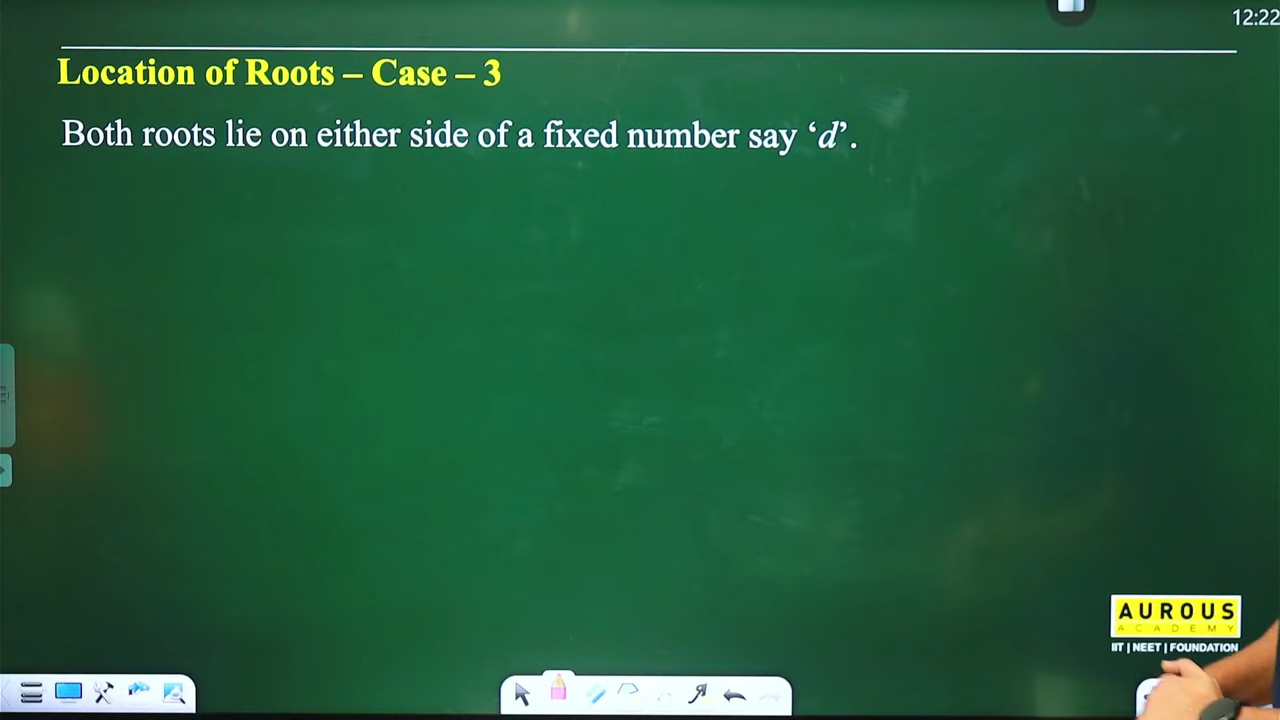 12:22
Location of Roots – Case – 3
Both roots lie on either side of a fixed number say ‘d’.
AUROUS
ACADEMY
IIT | NEET | FOUNDATION